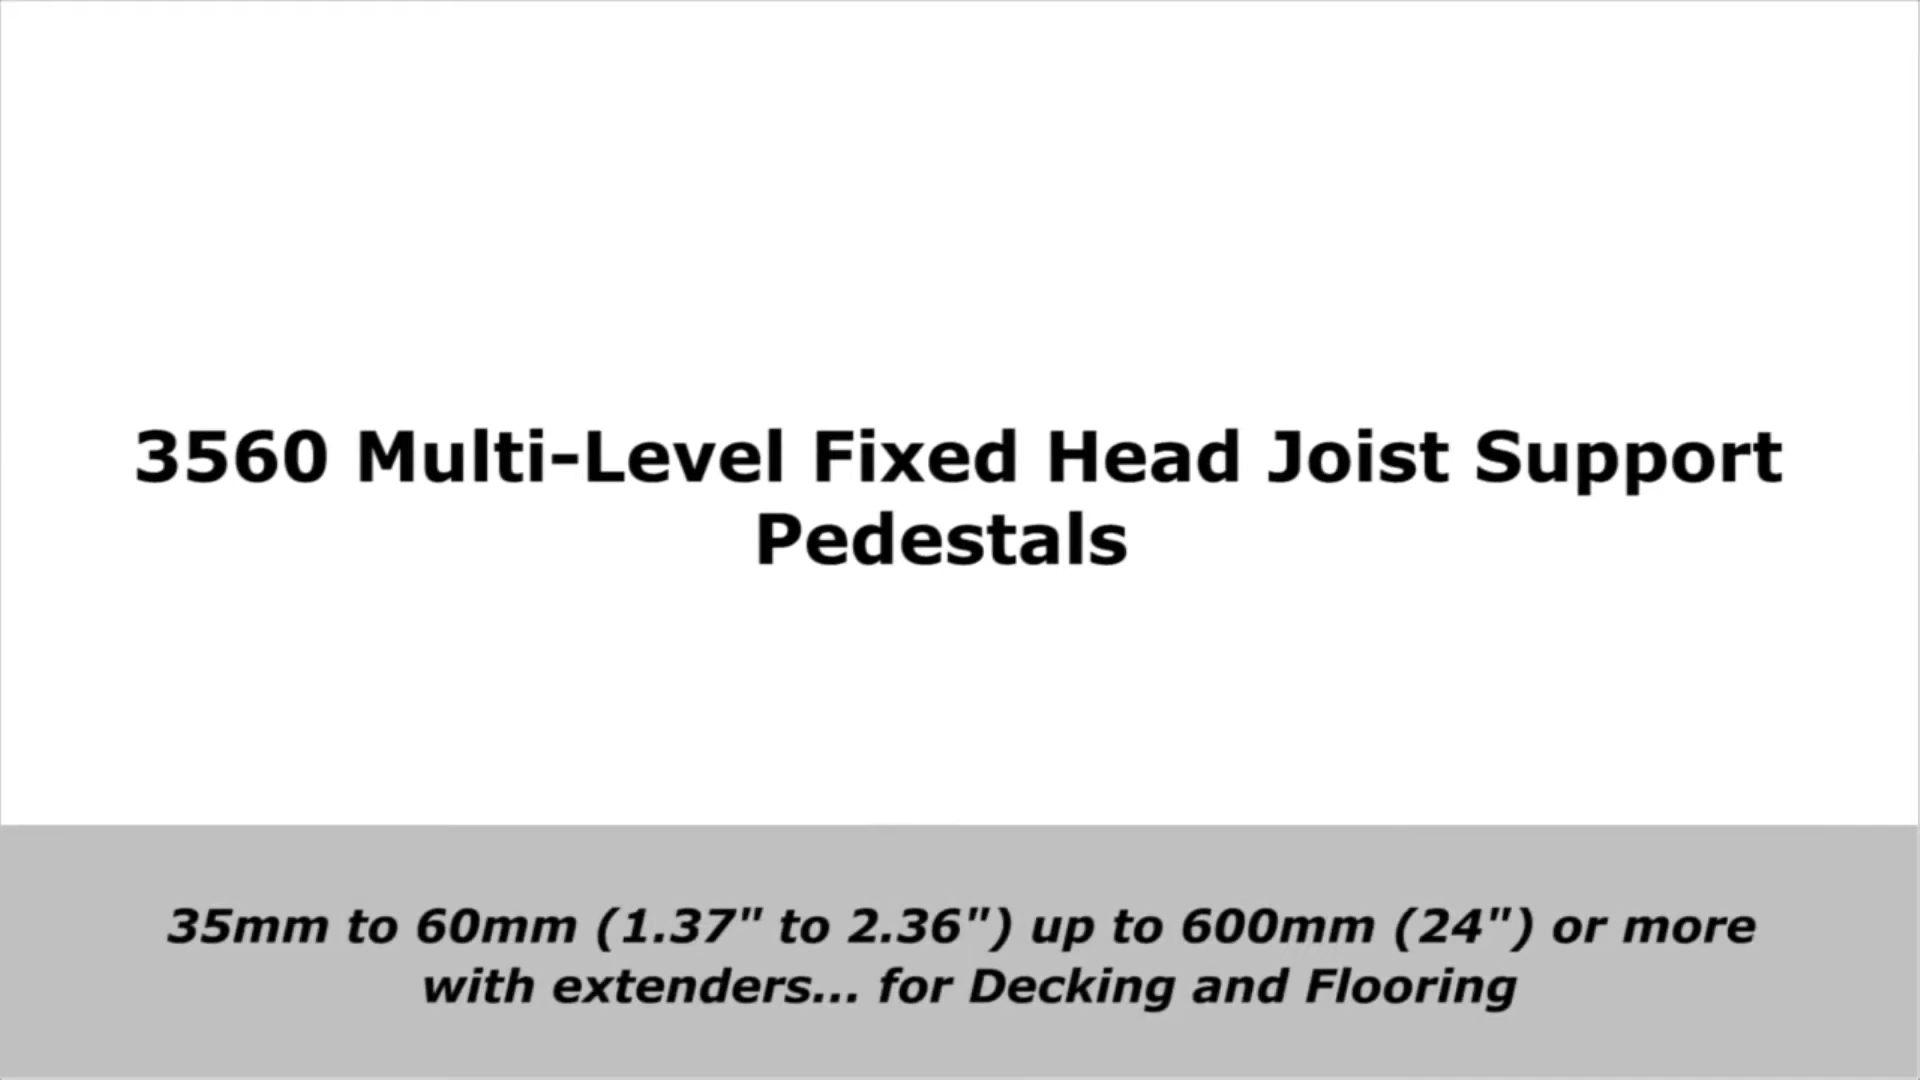 3560 Multi-Level Fixed Head Joist Support
Pedestals
35mm to 60mm (1.37" to 2.36") up to 600mm (24") or more
with extenders... for Decking and Flooring